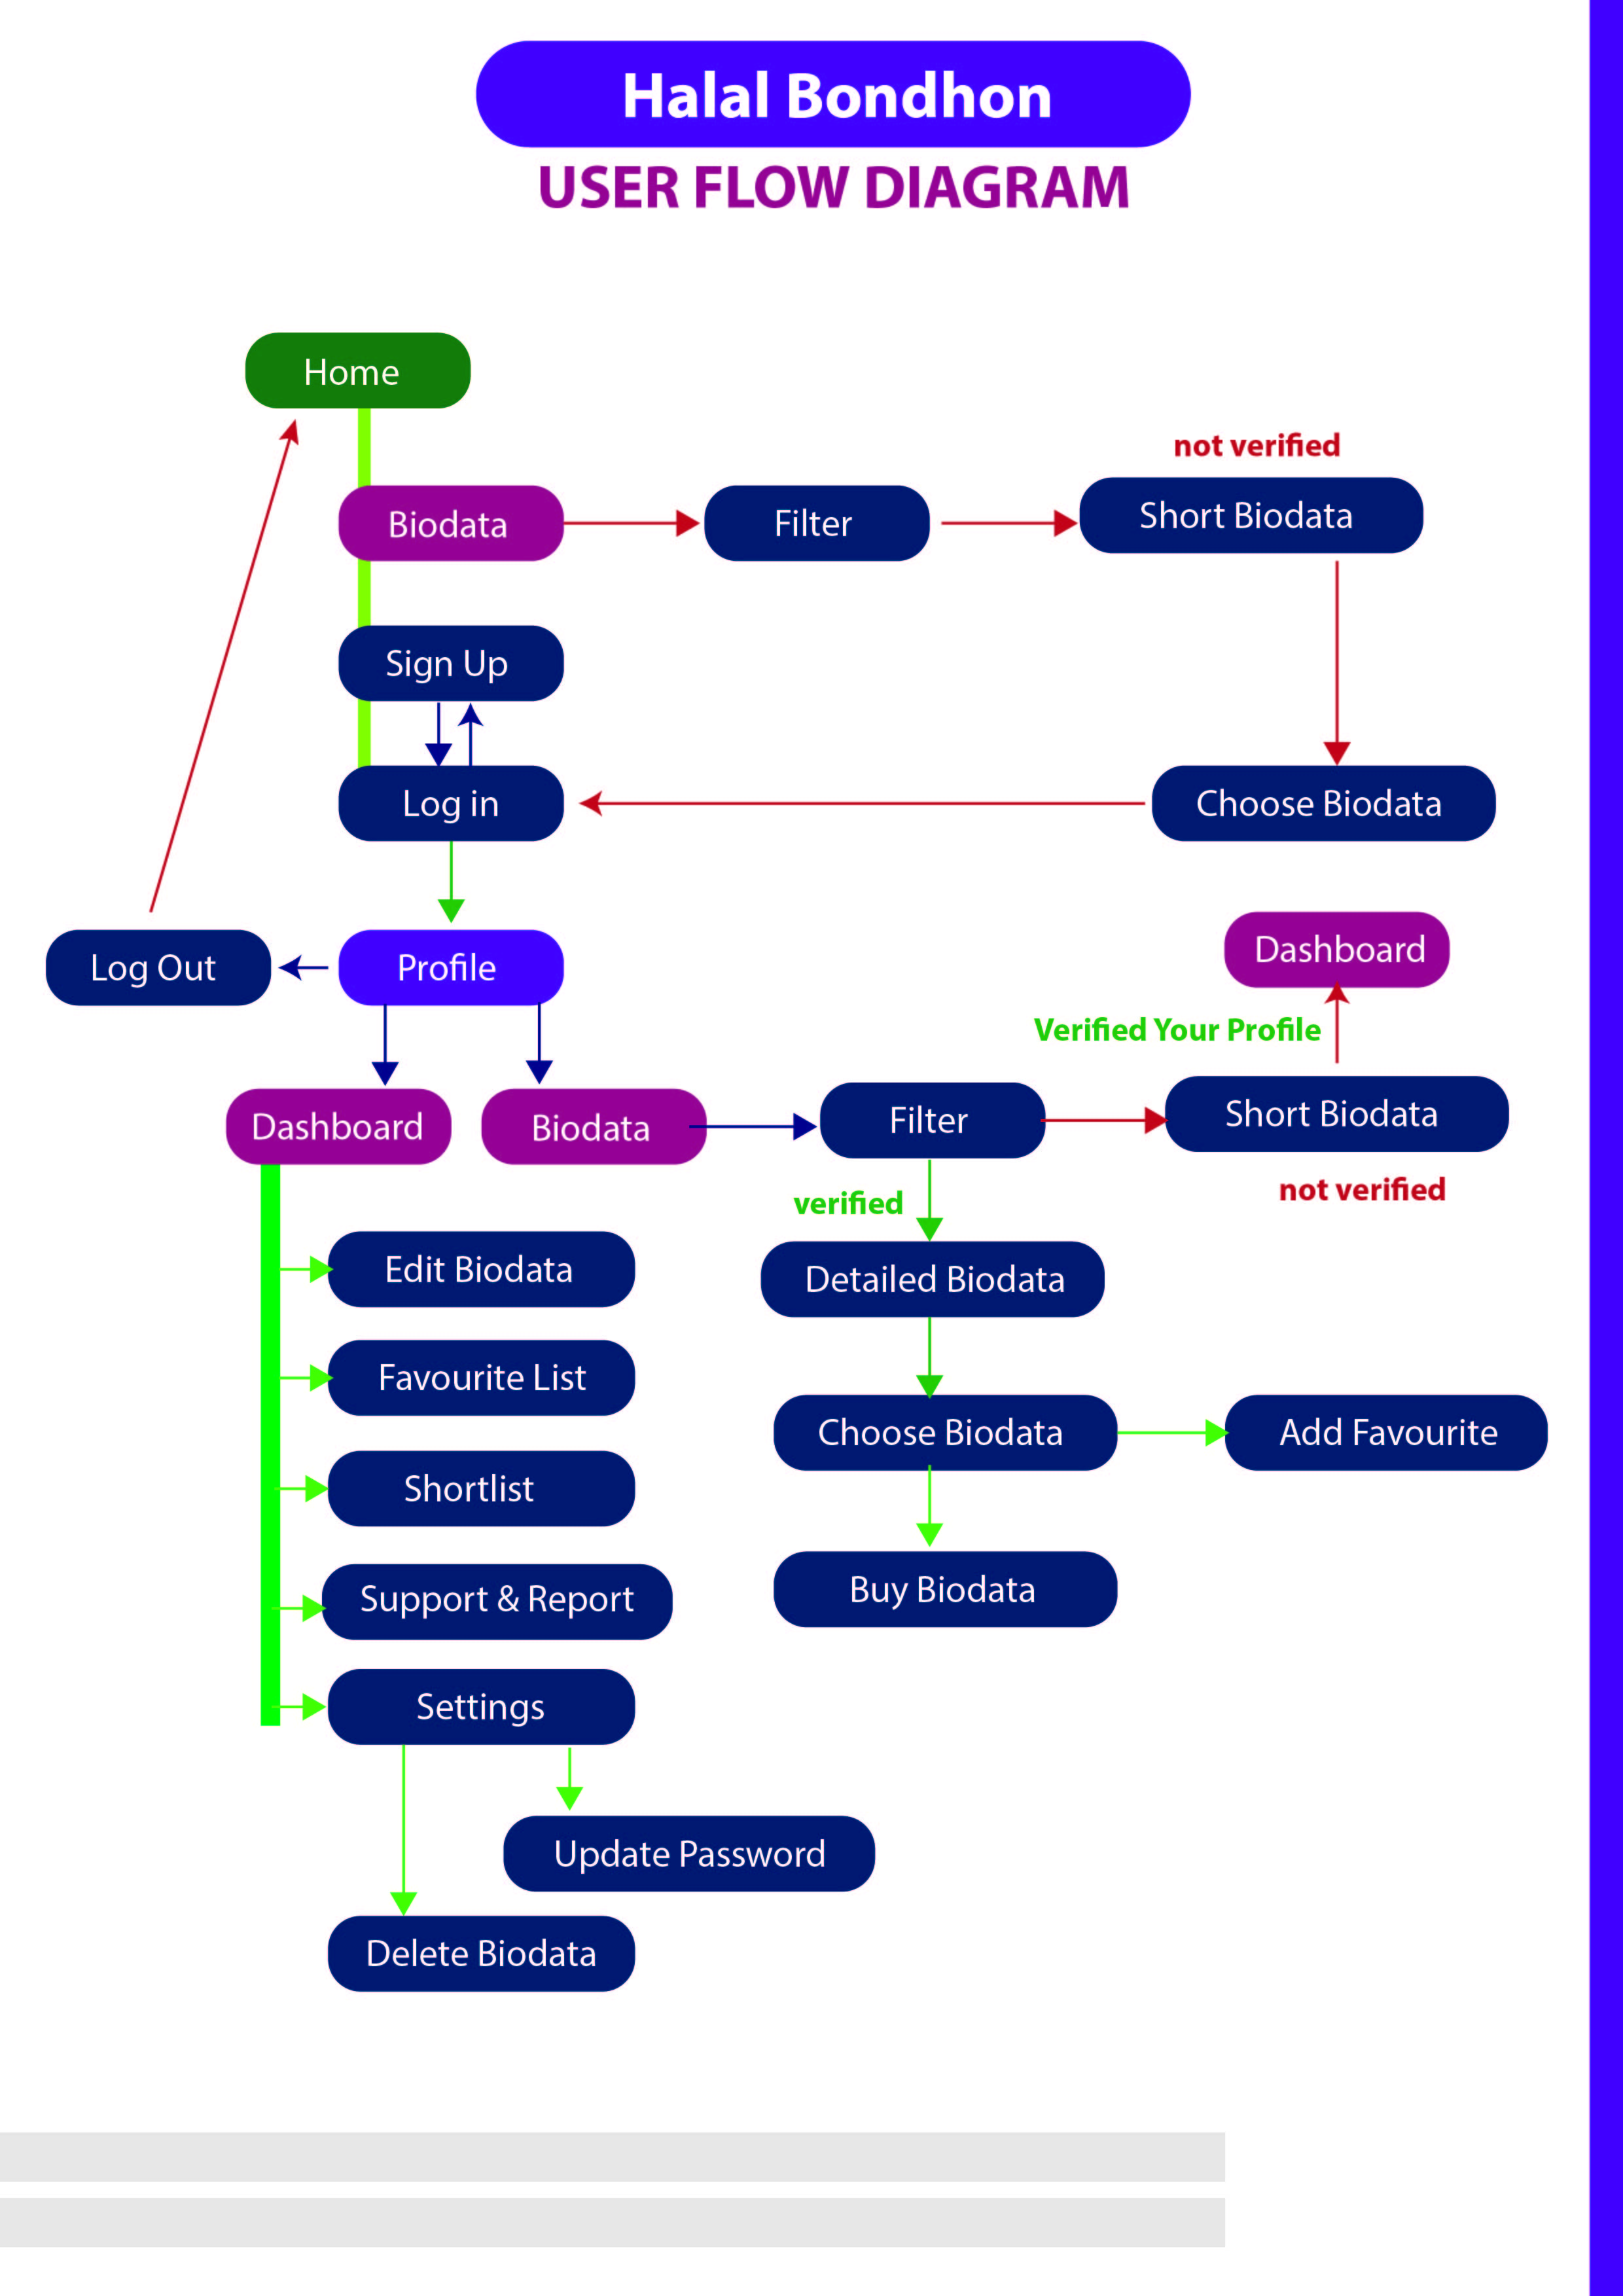 Halal Bondhon
USER FLOW DIAGRAM
Home
not verified
Biodata
Filter
Short Biodata
Sign Up
Log in
Choose Biodata
Log Out
Profile
Dashboard
Verified Your Profile
Dashboard
Biodata
Filter
Short Biodata
verified
not verified
Edit Biodata
Detailed Biodata
Favourite List
Choose Biodata
Add Favourite
Shortlist
Support & Report
Buy Biodata
Settings
Update Password
Delete Biodata